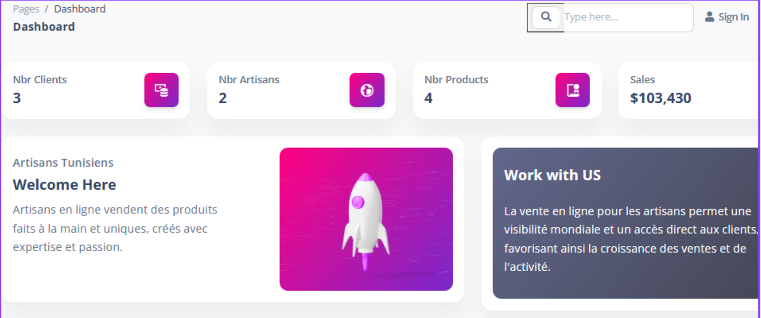 Pages / Dashboard
Dashboard
Type here...
Sign In
Nbr Clients
3
Nbr Artisans
2
Nbr Products
4
Sales
$103,430
Artisans Tunisiens
Welcome Here
Artisans en ligne vendent des produits
faits à la main et uniques, créés avec
expertise et passion.
Work with US
La vente en ligne pour les artisans permet une
visibilité mondiale et un accès direct aux clients,
favorisant ainsi la croissance des ventes et de
l'activité.